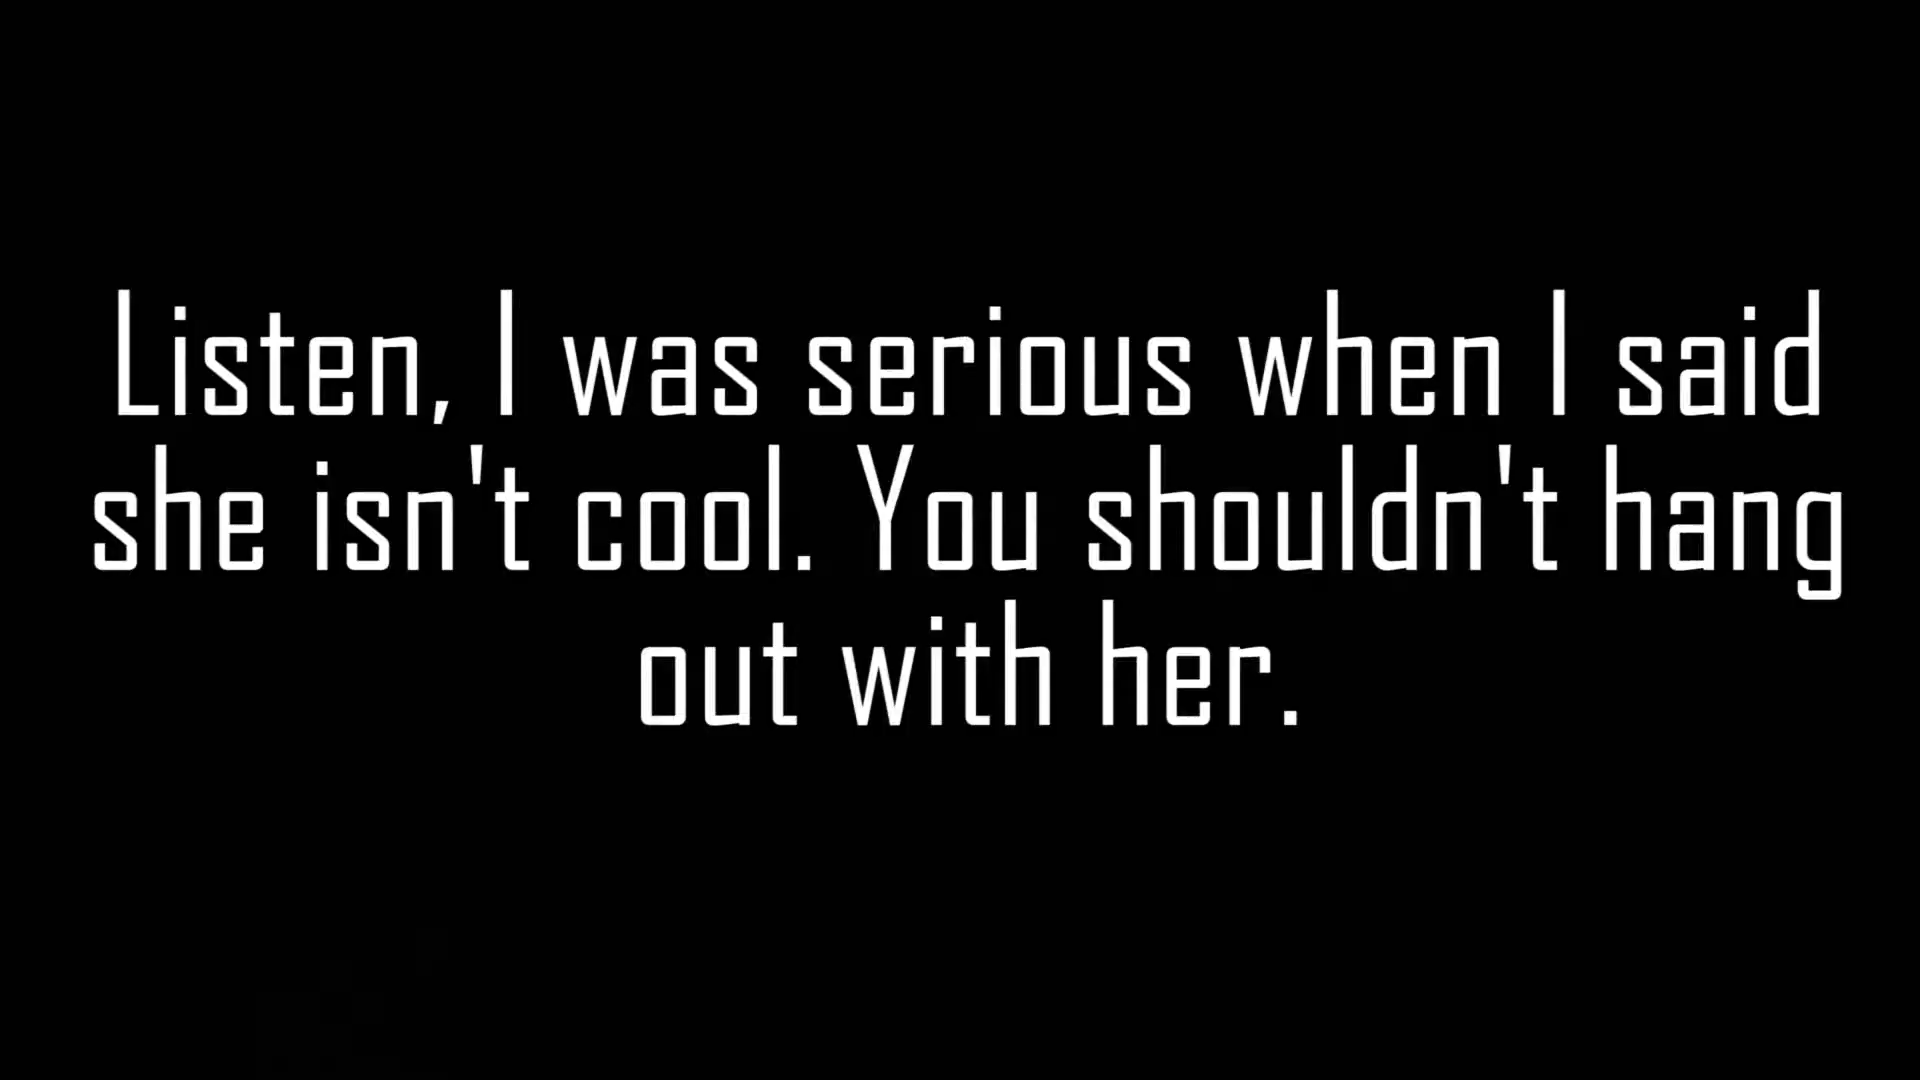 Listen, I was serious when I said
she isn't cool. You shouldn't hang
out with her.